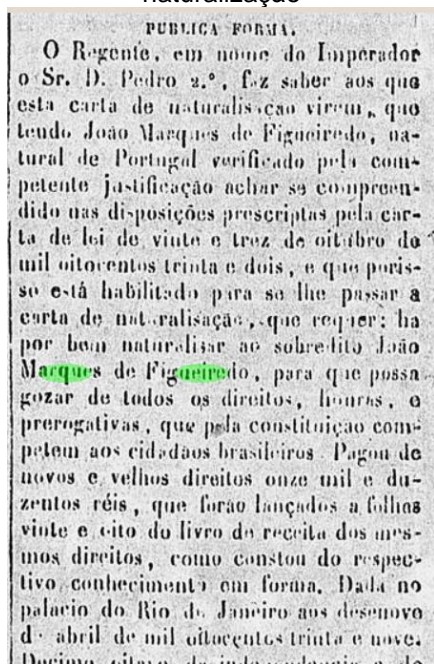 naturalização
PUBLICA FORMA.
O Regente, em nome do Imperador
o Sr. D. Pedro 2.º, faz saber aos que
esta carta de naturalisação virem, que
tendo João Marques de Figueiredo, na-
tural de Portugal verificado pela com-
petente justificação achar se compreen-
dido nas disposições prescriptas pela car-
ta de lei de vinte e trez de oitubro de
mil oitocentos trinta e dois, e que poris-
so está habilitado para se lhe passar a
carta de naturalisação, que requer: ha
por bem naturalisar ao sobredito João
Marques de Figueiredo, para que possa
gozar de todos os direitos, honras, e
prerogativas, que pela constituição com-
petem aos cidadãos brasileiros. Pagou de
novos e velhos direitos onze mil e du-
zentos réis, que forão lançados a folhas
vinte e oito do livro de receita dos mes-
mos direitos, como constou do respec-
tivo conhecimento em forma. Dada no
palacio do Rio de Janeiro aos desenove
de abril de mil oitocentos trinta e nove.